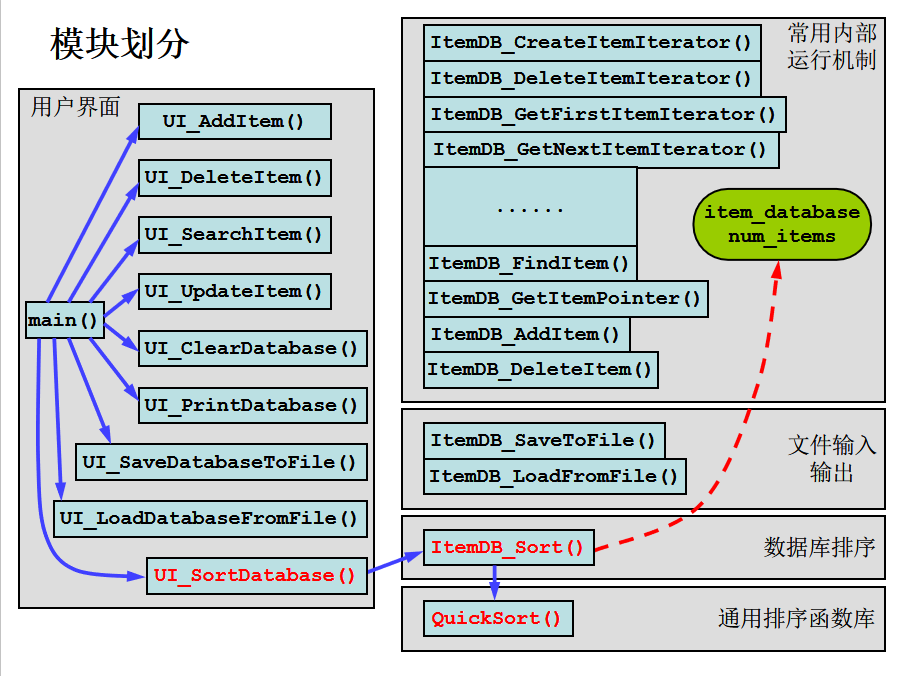 模块划分
用户界面
UI_AddItem()
UI_DeleteItem()
UI_SearchItem()
UI_UpdateItem()
main()
UI_ClearDatabase()
UI_PrintDatabase()
UI_SaveDatabaseToFile()
UI_LoadDatabaseFromFile()
UI_SortDatabase()
常用内部
运行机制
ItemDB_CreateItemIterator()
ItemDB_DeleteItemIterator()
ItemDB_GetFirstItemIterator()
ItemDB_GetNextItemIterator()
......
item_database
num_items
ItemDB_FindItem()
ItemDB_GetItemPointer()
ItemDB_AddItem()
ItemDB_DeleteItem()
ItemDB_SaveToFile()
ItemDB_LoadFromFile()
文件输入
输出
ItemDB_Sort()
数据库排序
QuickSort()
通用排序函数库